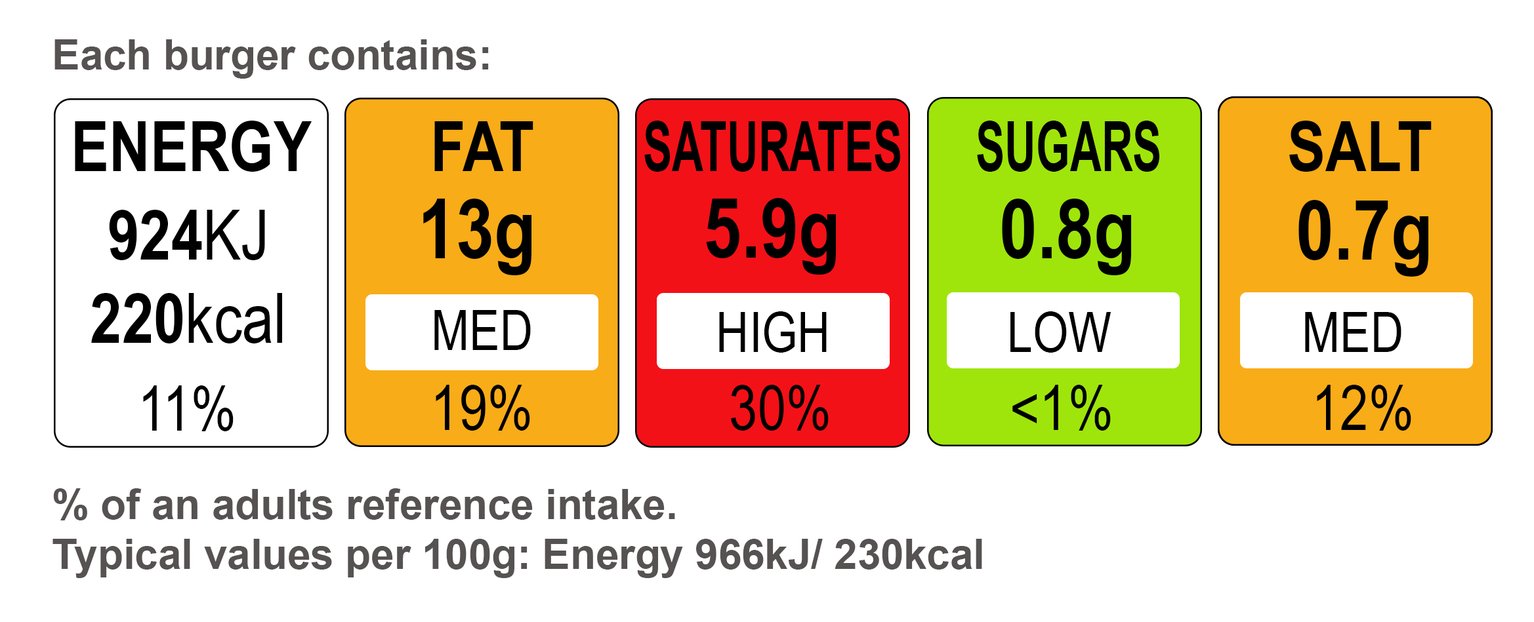 Each burger contains:
ENERGY FAT SATURATES SUGARS SALT
924KJ 13g 5.9g 0.8g 0.7g
220kcal MED HIGH LOW MED
11% 19% 30% <1% 12%
% of an adults reference intake.
Typical values per 100g: Energy 966kJ/ 230kcal